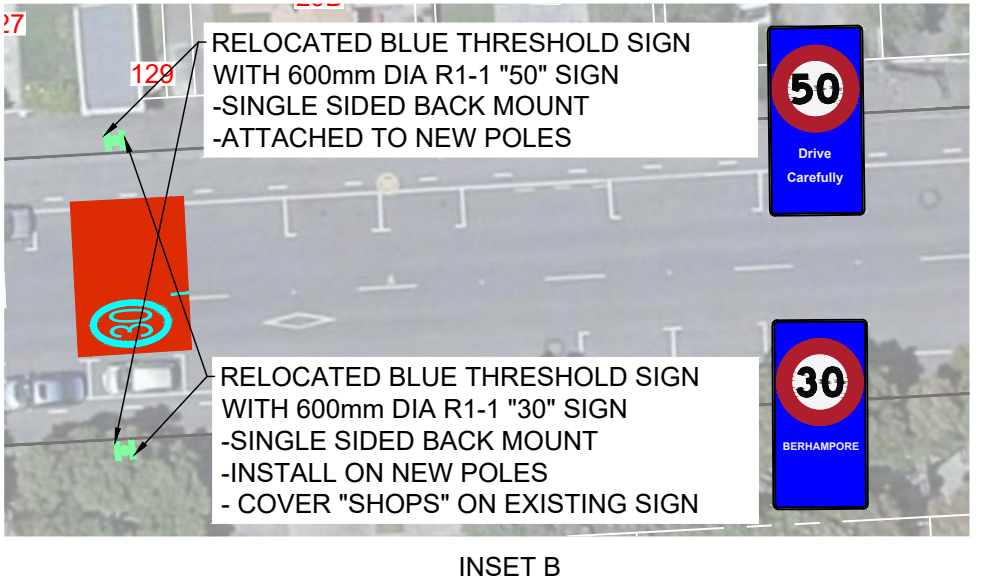 27
129
RELOCATED BLUE THRESHOLD SIGN
WITH 600mm DIA R1-1 "50" SIGN
-SINGLE SIDED BACK MOUNT
-ATTACHED TO NEW POLES
50
Drive
Carefully
30
RELOCATED BLUE THRESHOLD SIGN
WITH 600mm DIA R1-1 "30" SIGN
-SINGLE SIDED BACK MOUNT
-INSTALL ON NEW POLES
- COVER "SHOPS" ON EXISTING SIGN
30
BERHAMPORE
INSET B